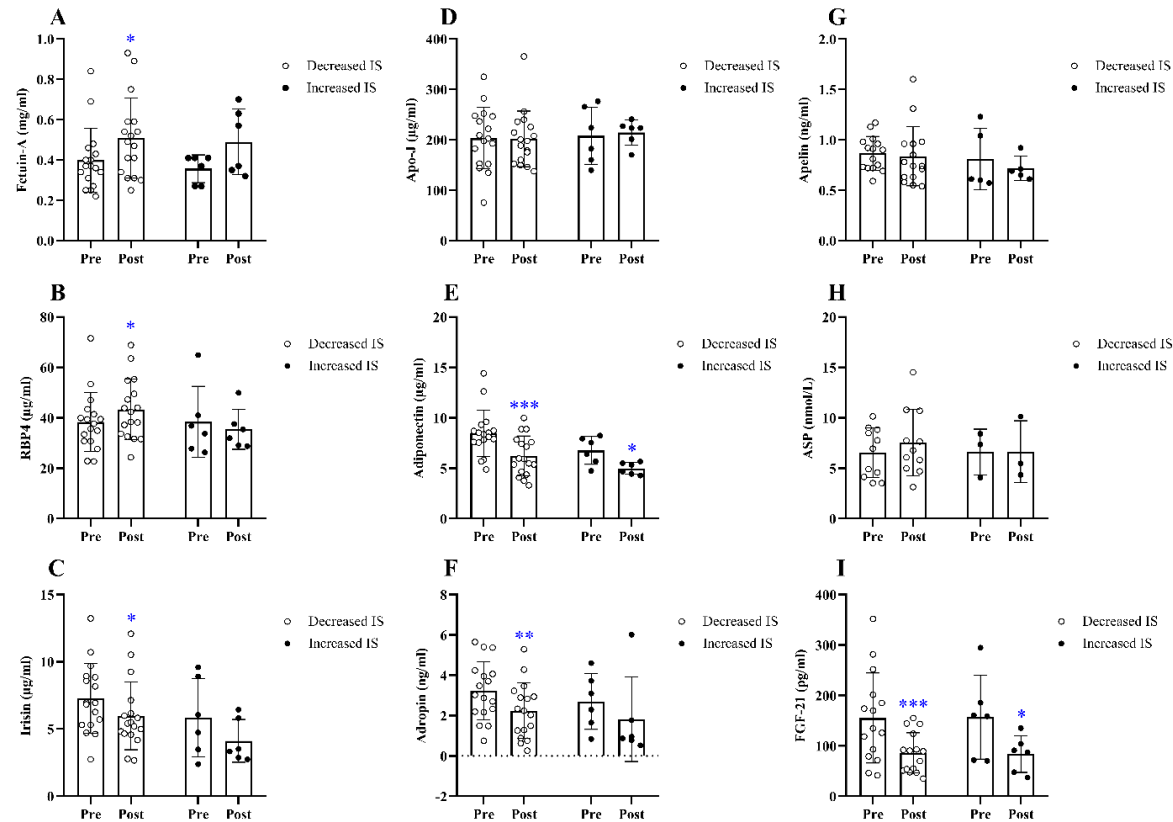 A
Fetuin-A (mg/ml)
1.0
0.8
0.6
0.4
0.2
0.0
*
Pre Post Pre Post
Decreased IS
Increased IS
D
Apo-J (µg/ml)
400
300
200
100
0
Pre Post Pre Post
Decreased IS
Increased IS
G
Apelin (ng/ml)
2.0
1.5
1.0
0.5
0.0
Pre Post Pre Post
Decreased IS
Increased IS
B
RBP4 (µg/ml)
80
60
40
20
0
*
Pre Post Pre Post
Decreased IS
Increased IS
E
Adiponectin (µg/ml)
20
15
10
5
0
***
*
Pre Post Pre Post
Decreased IS
Increased IS
H
ASP (nmol/L)
20
15
10
5
0
Pre Post Pre Post
Decreased IS
Increased IS
C
Irisin (µg/ml)
15
10
5
0
*
Pre Post Pre Post
Decreased IS
Increased IS
F
Adropin (ng/ml)
8
6
4
2
0
-2
**
Pre Post Pre Post
Decreased IS
Increased IS
I
FGF-21 (pg/ml)
400
300
200
100
0
***
*
Pre Post Pre Post
Decreased IS
Increased IS